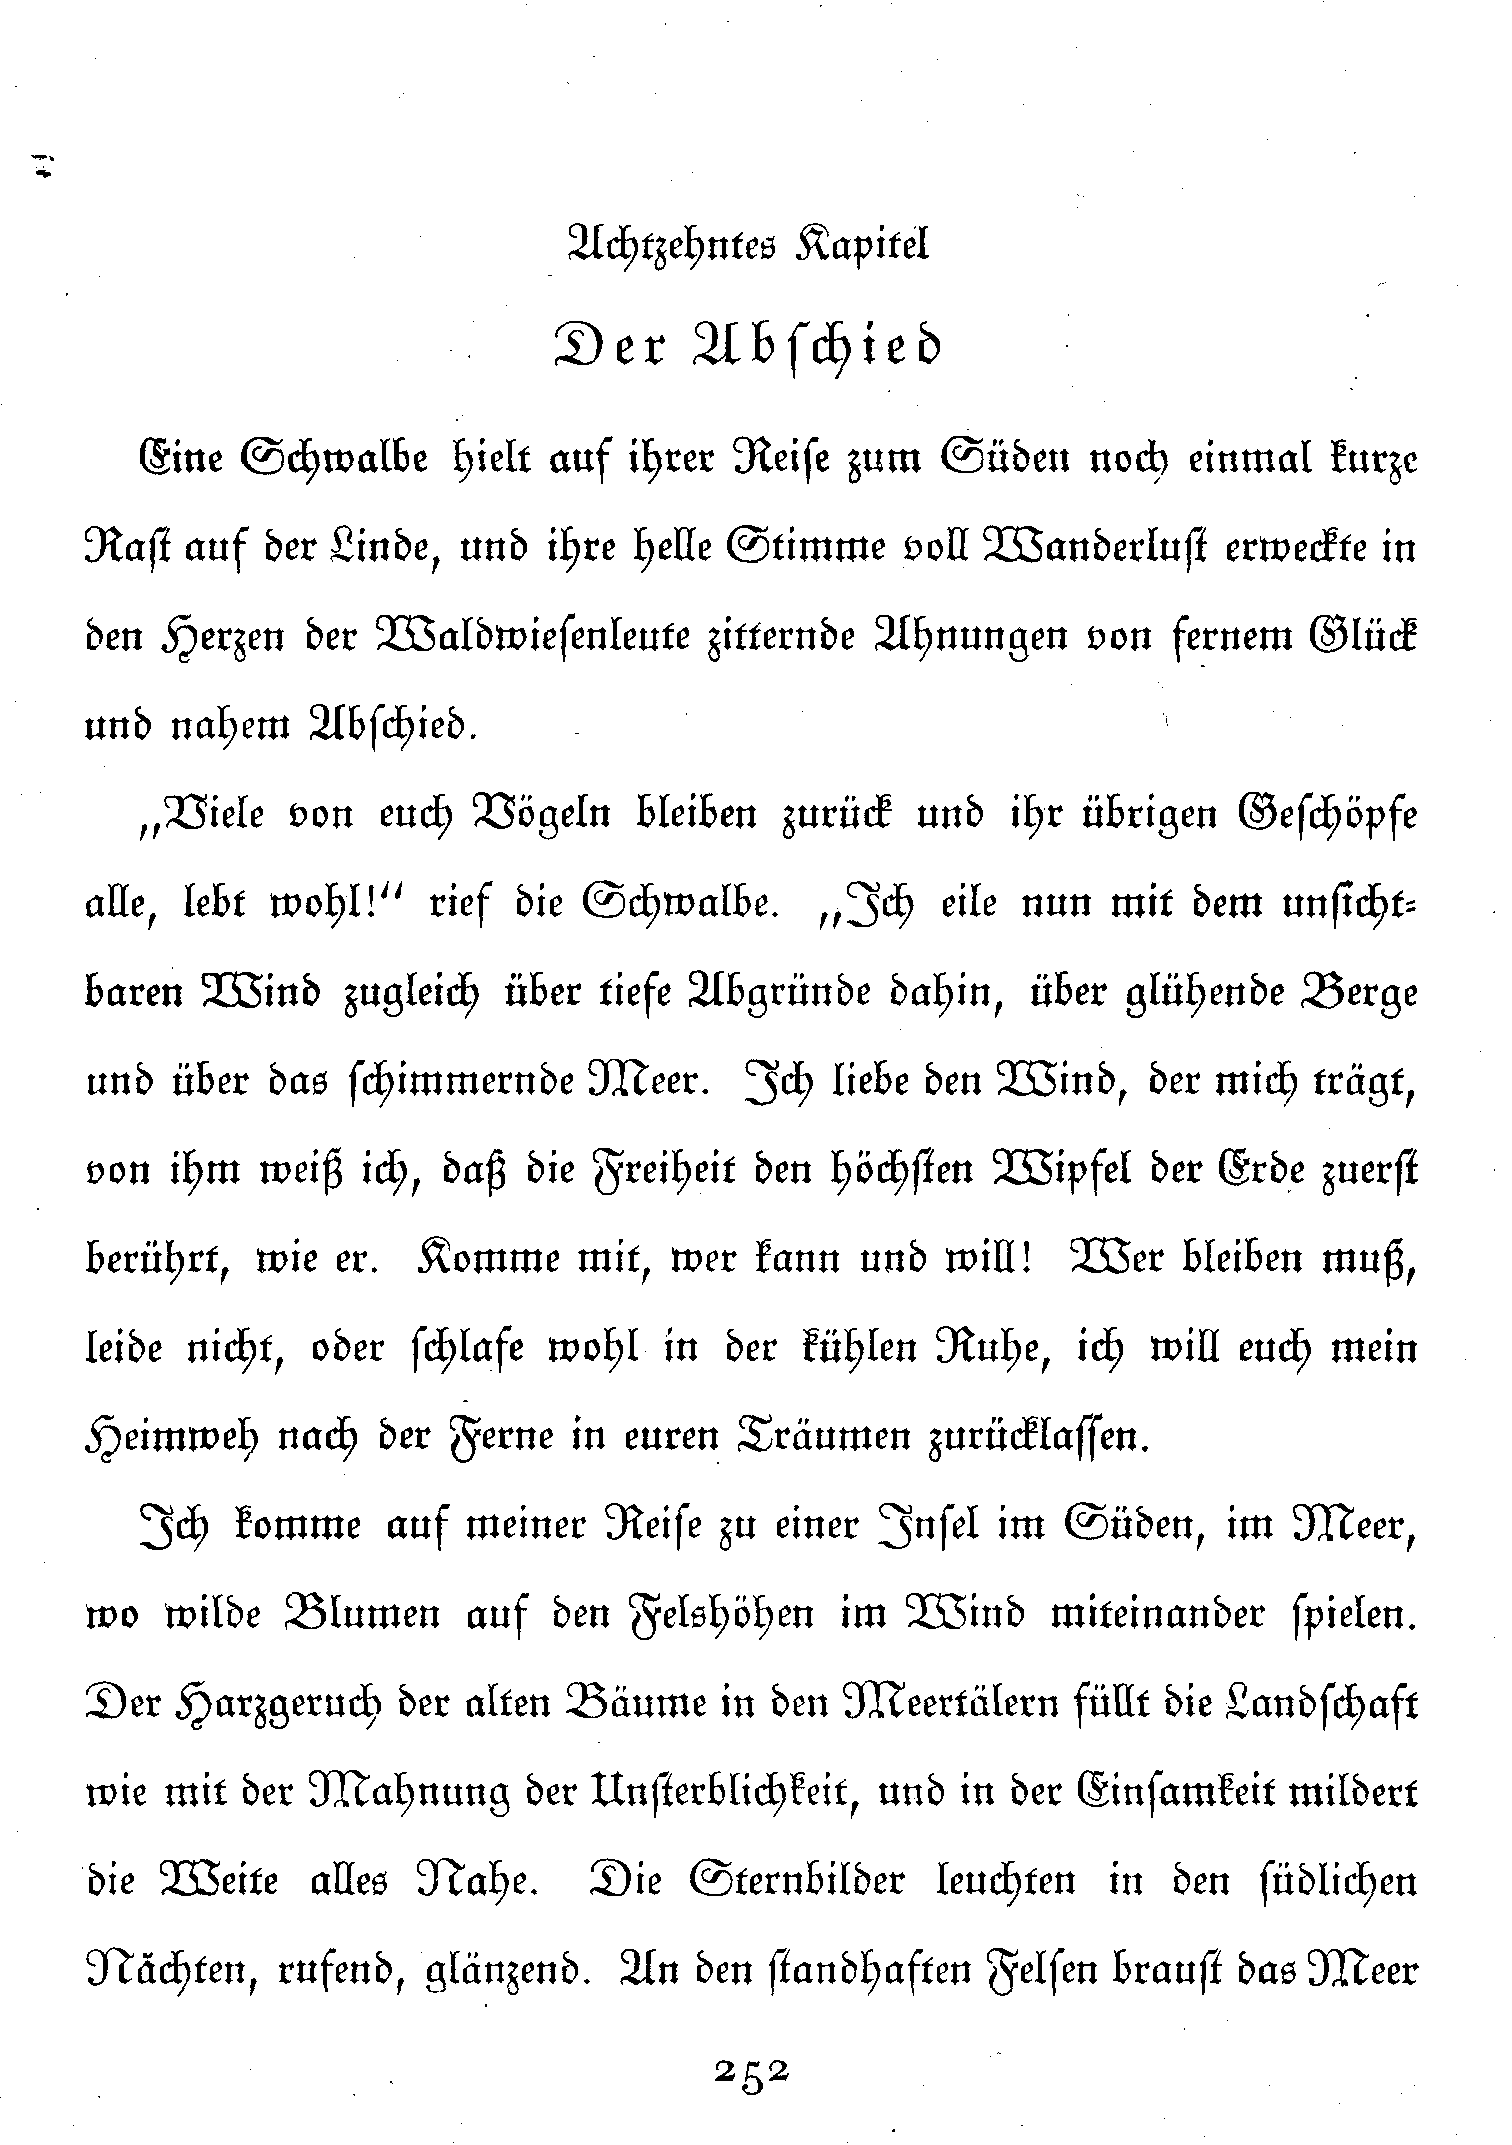 Achtzehntes Kapitel
Der Abschied
Eine Schwalbe hielt auf ihrer Reise zum Süden noch einmal kurze
Rast auf der Linde, und ihre helle Stimme voll Wanderlust erweckte in
den Herzen der Waldwiesenleute zitternde Ahnungen von fernem Glück
und nahem Abschied.
„Viele von euch Vögeln bleiben zurück und ihr übrigen Geschöpfe
alle, lebt wohl!“ rief die Schwalbe. „Ich eile nun mit dem unsicht-
baren Wind zugleich über tiefe Abgründe dahin, über glühende Berge
und über das schimmernde Meer. Ich liebe den Wind, der mich trägt,
von ihm weiß ich, daß die Freiheit den höchsten Wipfel der Erde zuerst
berührt, wie er. Komme mit, wer kann und will! Wer bleiben muß,
leide nicht, oder schlafe wohl in der kühlen Ruhe, ich will euch mein
Heimweh nach der Ferne in euren Träumen zurücklassen.
Ich komme auf meiner Reise zu einer Insel im Süden, im Meer,
wo wilde Blumen auf den Felshöhen im Wind miteinander spielen.
Der Harzgeruch der alten Bäume in den Meertälern füllt die Landschaft
wie mit der Mahnung der Unsterblichkeit, und in der Einsamkeit mildert
die Weite alles Nahe. Die Sternbilder leuchten in den südlichen
Nächten, rufend, glänzend. An den standhaften Felsen braust das Meer
252